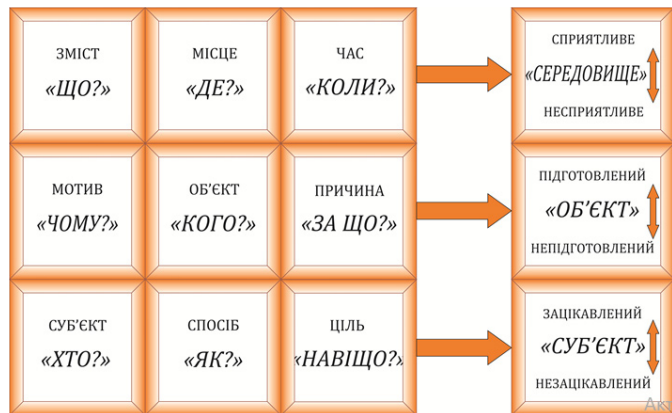 ЗМІСТ
«ЩО?»
МІСЦЕ
«ДЕ?»
ЧАС
«КОЛИ?»
СПРИЯТЛИВЕ
«СЕРЕДОВИЩЕ»
НЕСПРИЯТЛИВЕ
МОТИВ
«ЧОМУ?»
ОБ’ЄКТ
«КОГО?»
ПРИЧИНА
«ЗА ЩО?»
ПІДГОТОВЛЕНИЙ
«ОБ’ЄКТ»
НЕПІДГОТОВЛЕНИЙ
СУБ’ЄКТ
«ХТО?»
СПОСІБ
«ЯК?»
ЦІЛЬ
«НАВІЩО?»
ЗАЦІКАВЛЕНИЙ
«СУБ’ЄКТ»
НЕЗАЦІКАВЛЕНИЙ